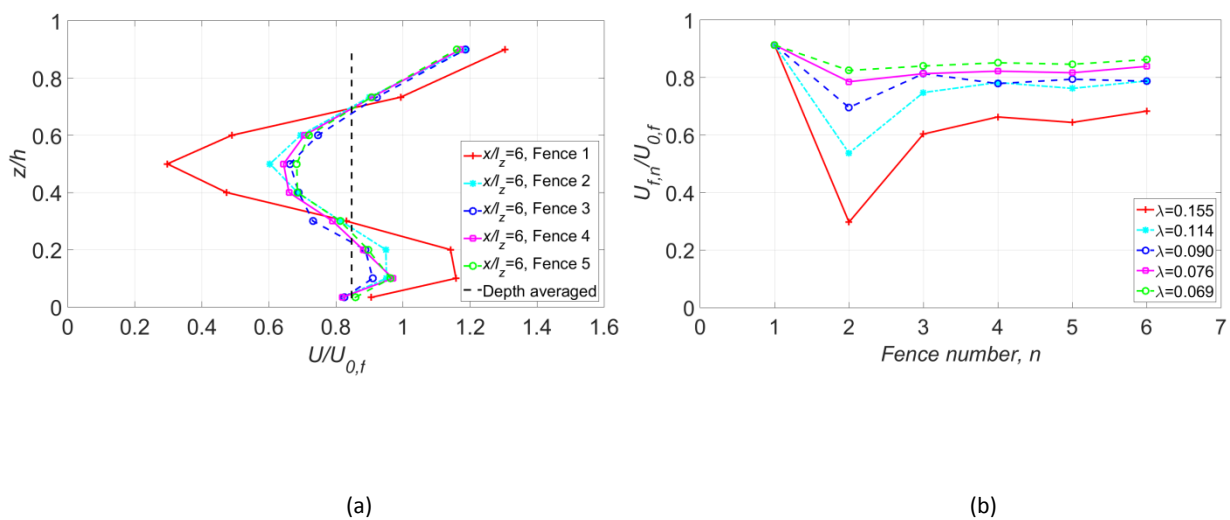 1
0.8
0.6
0.4
0.2
0
z/h
0 0.2 0.4 0.6 0.8 1 1.2 1.4 1.6
U/U0,f
x/lz=6, Fence 1
x/lz=6, Fence 2
x/lz=6, Fence 3
x/lz=6, Fence 4
x/lz=6, Fence 5
Depth averaged
(a)
1
0.8
0.6
0.4
0.2
0
Uf,n/U0,f
0 1 2 3 4 5 6 7
Fence number, n
λ=0.155
λ=0.114
λ=0.090
λ=0.076
λ=0.069
(b)